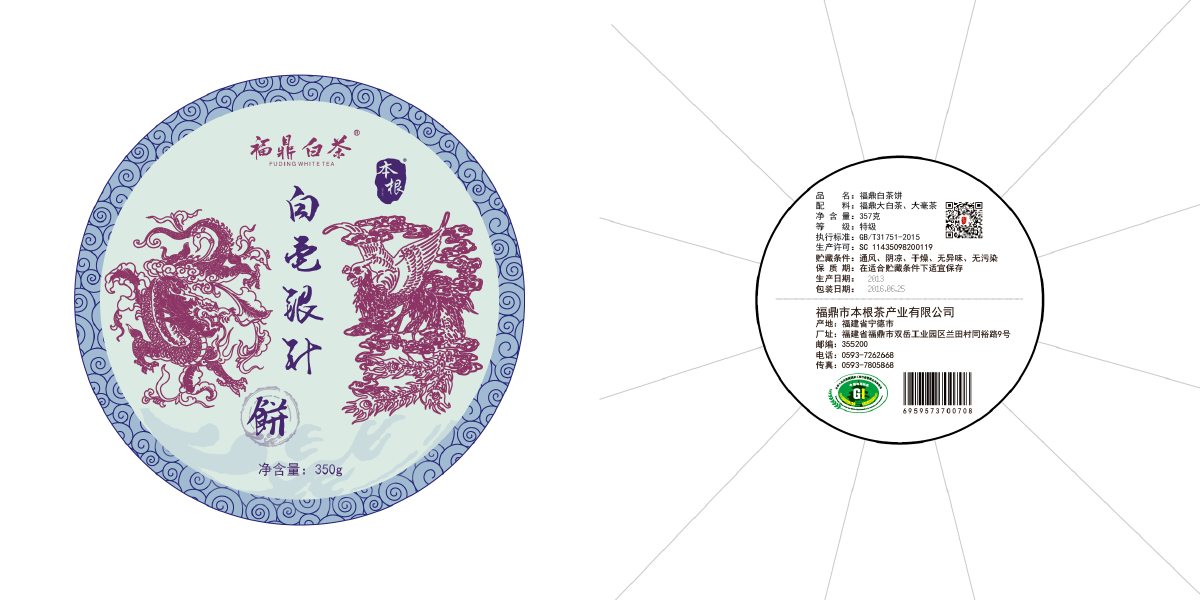 福鼎白茶®
FUDING WHITE TEA
本根®
白毫银针
餅
净含量：350g
品 名：福鼎白茶饼
配 料：福鼎大白茶、大毫茶
净 含 量：357克
等 级：特级
执行标准：GB/T31751-2015
生产许可：SC 11435098200119
贮藏条件：通风、阴凉、干燥、无异味、无污染
保 质 期：在适合贮藏条件下适宜保存
生产日期：2013
包装日期：2016.06.25
福鼎市本根茶产业有限公司
产地：福建省宁德市
厂址：福建省福鼎市双岳工业园区兰田村同裕路9号
邮编：355200
电话：0593-7262668
传真：0593-7805868
GI
6959573700708